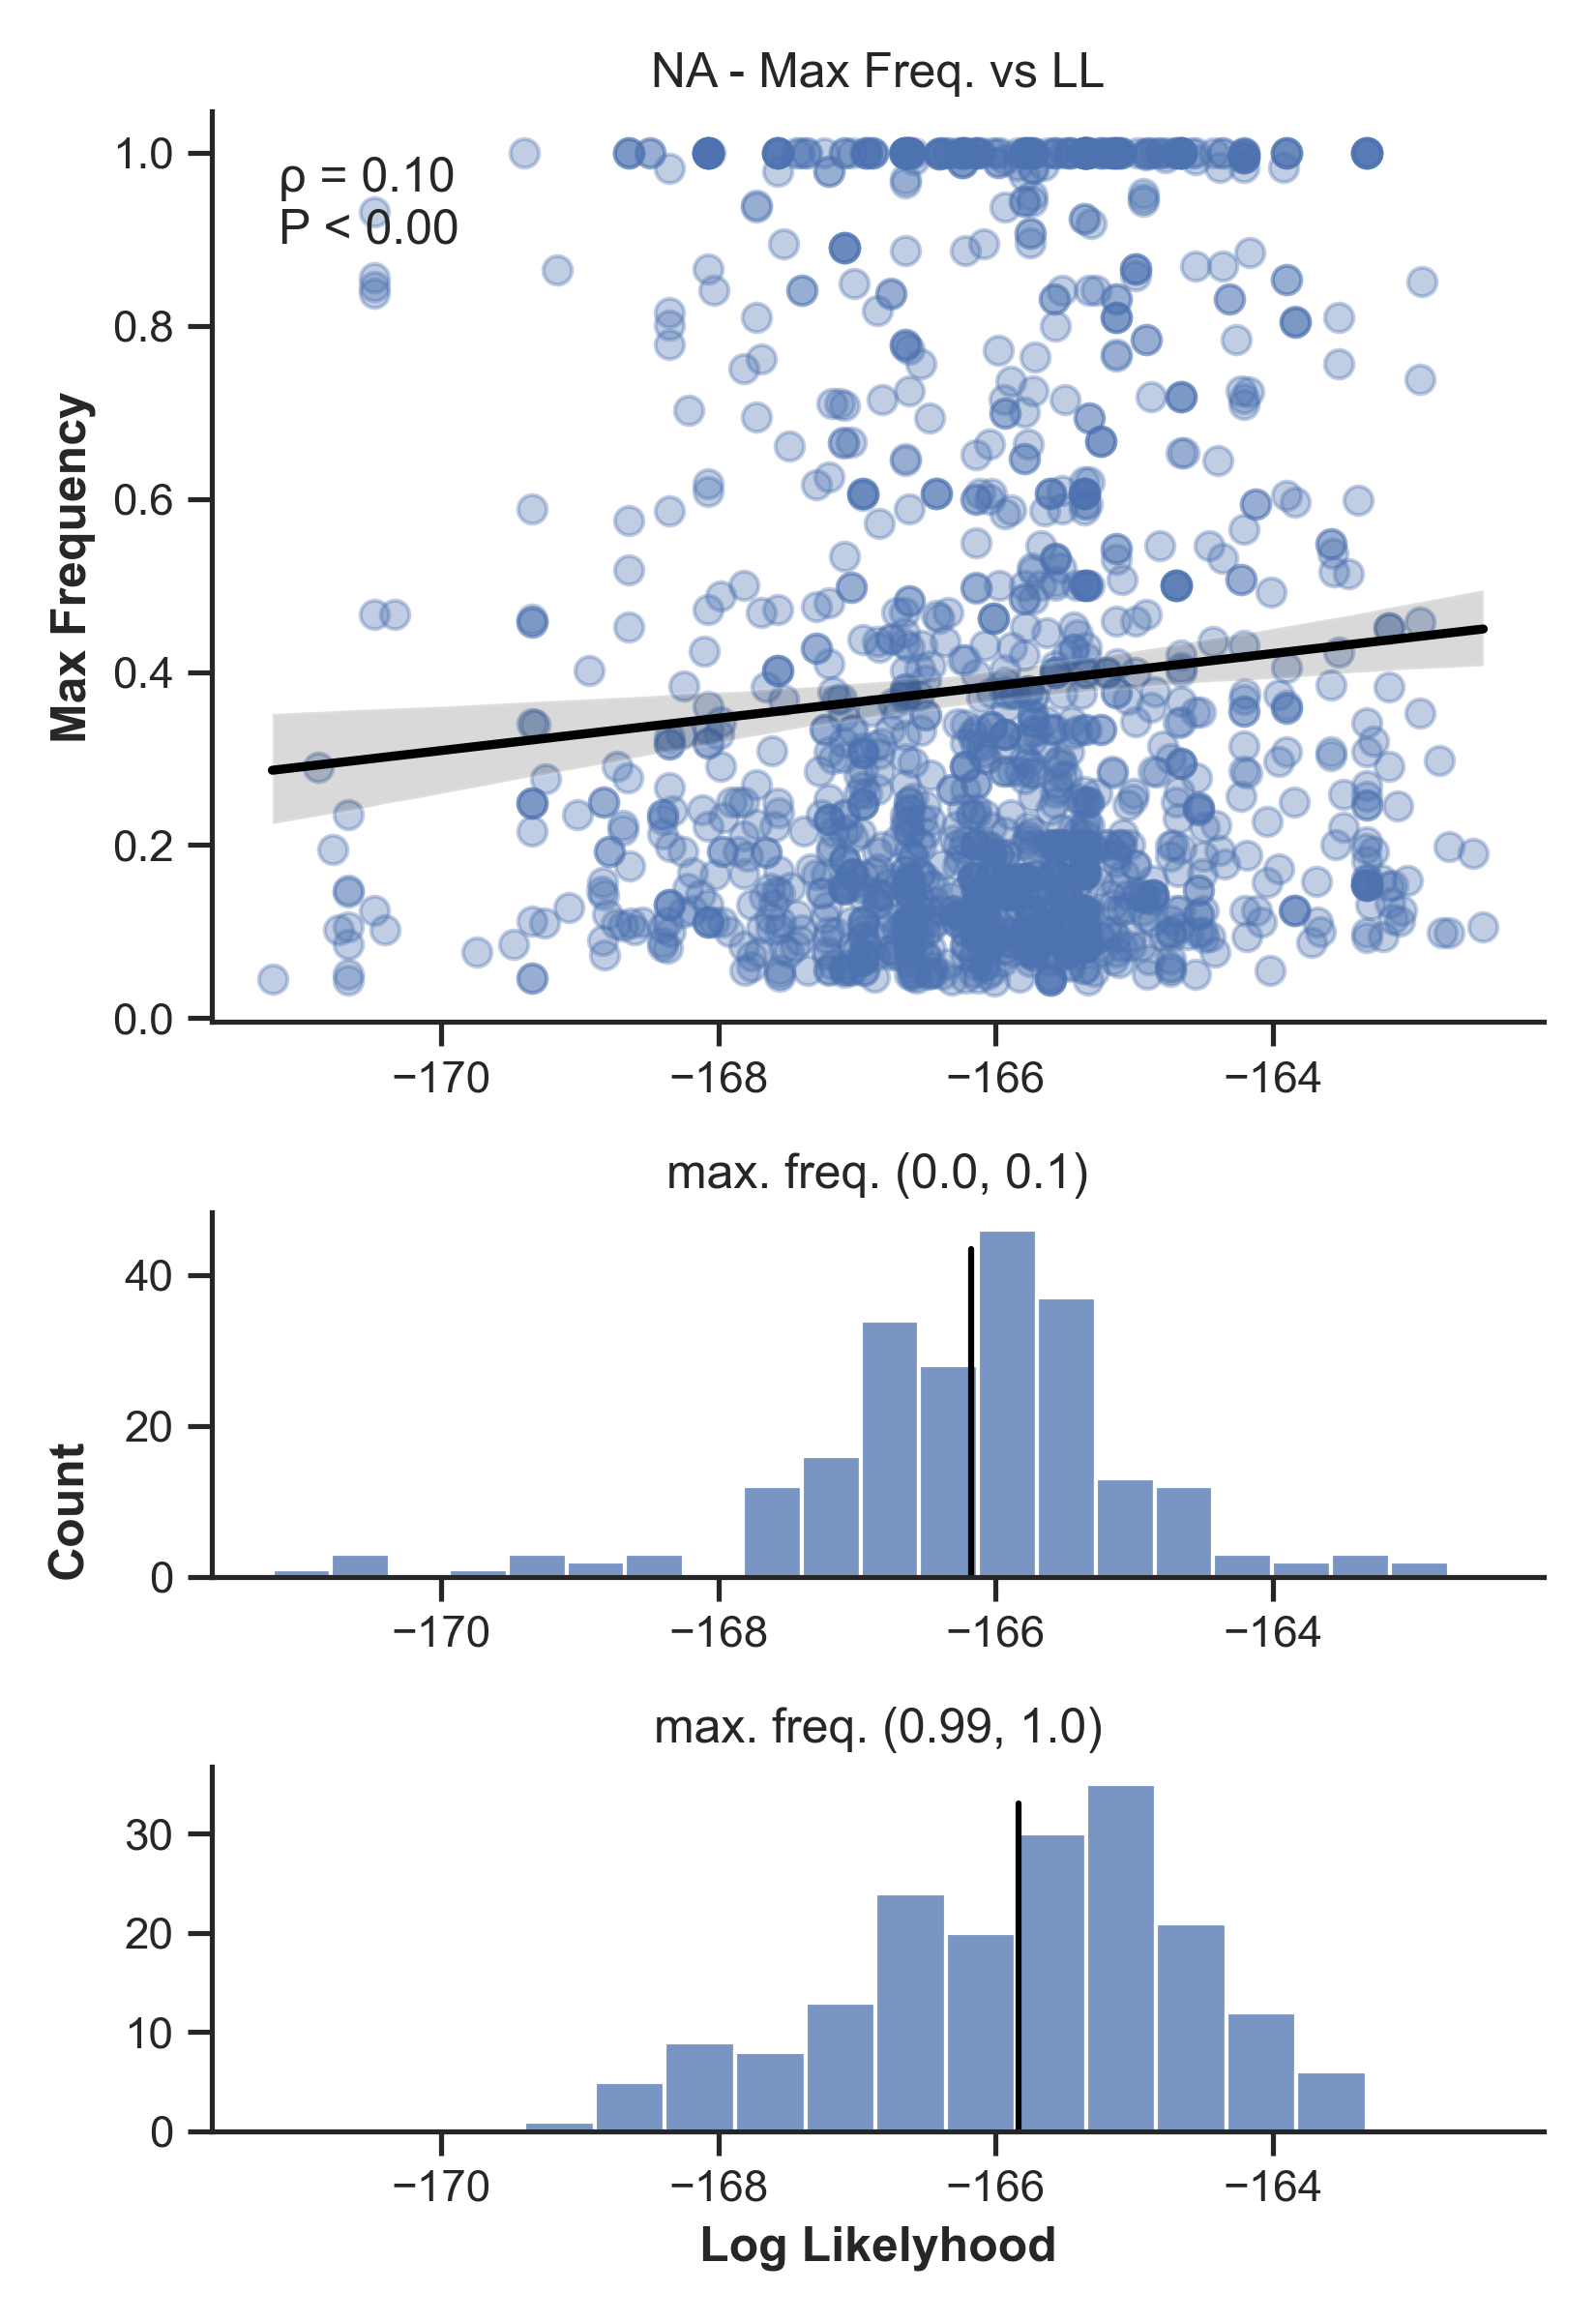 NA - Max Freq. vs LL
ρ = 0.10
P < 0.00
Max Frequency
1.0
0.8
0.6
0.4
0.2
0.0
−170 −168 −166 −164
max. freq. (0.0, 0.1)
Count
40
20
0
−170 −168 −166 −164
max. freq. (0.99, 1.0)
30
20
10
0
−170 −168 −166 −164
Log Likelyhood